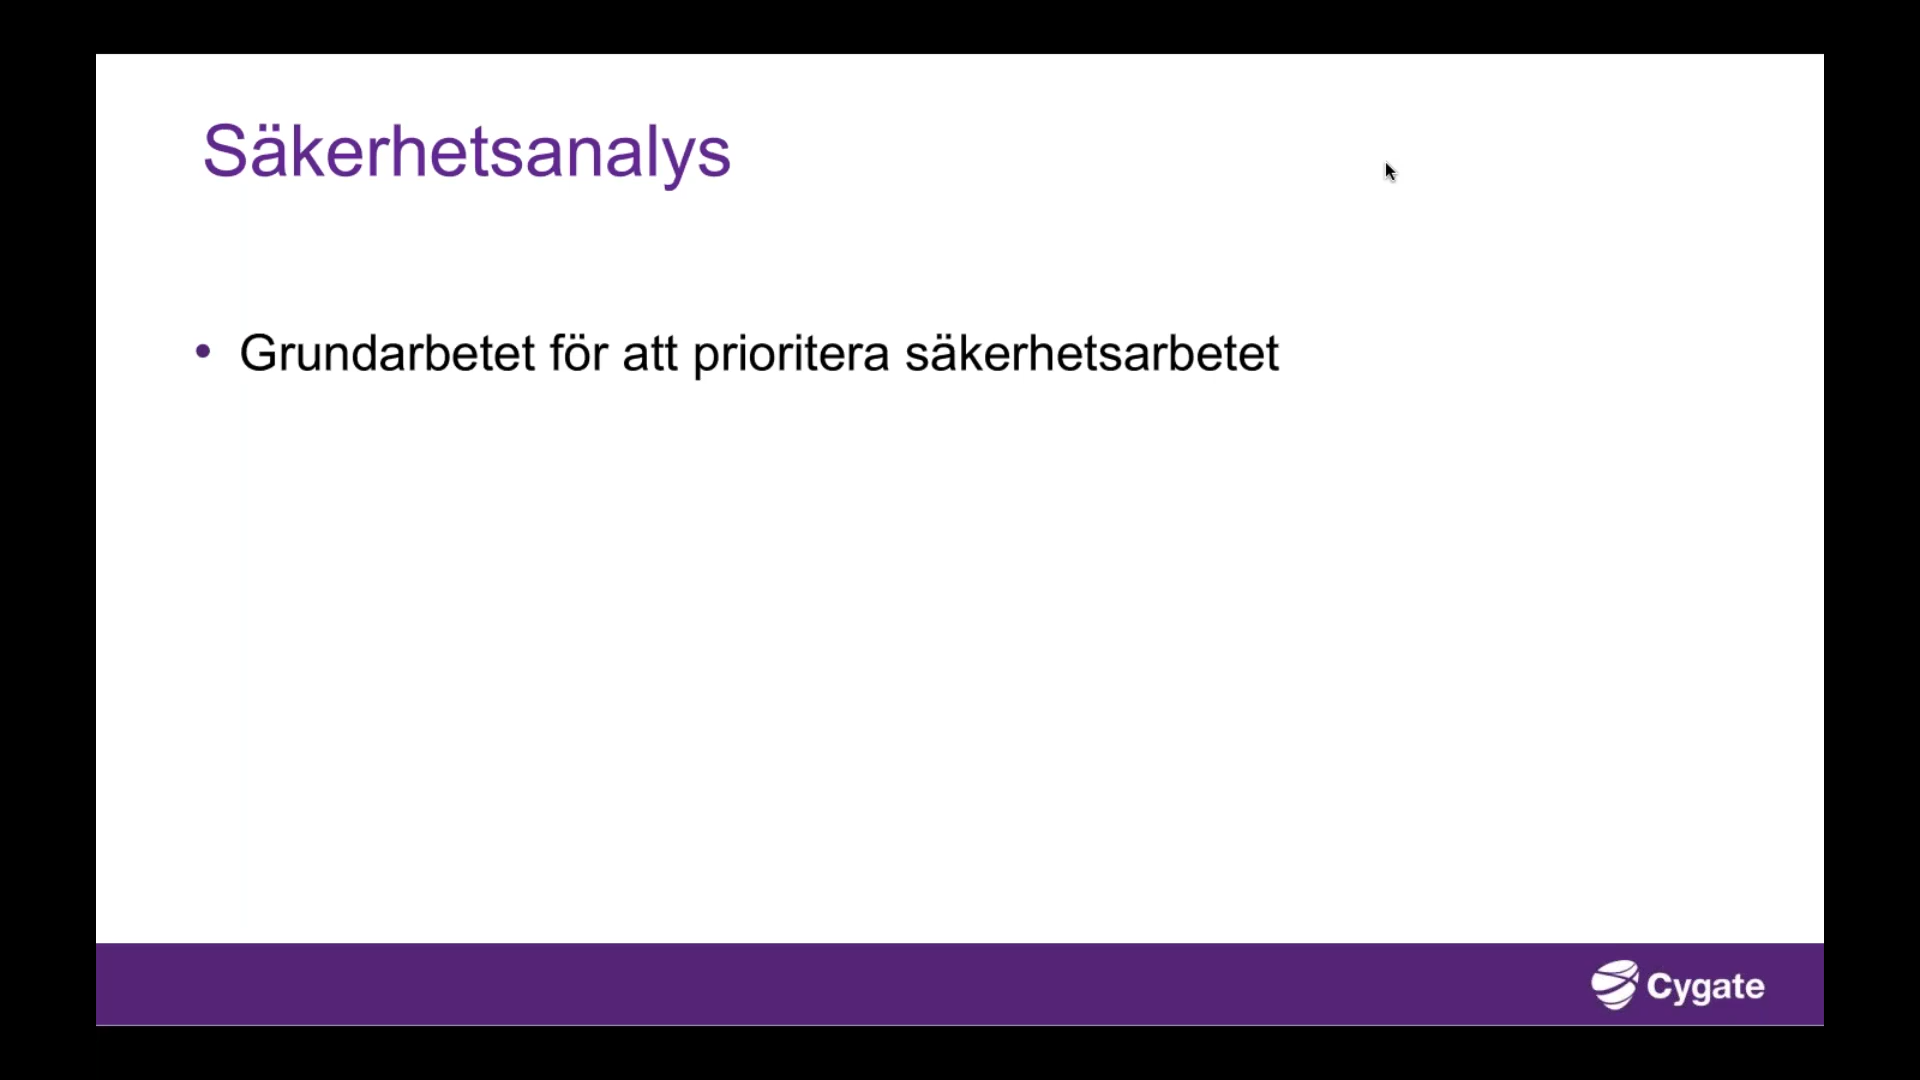 Säkerhetsanalys
• Grundarbetet för att prioritera säkerhetsarbetet
Cygate